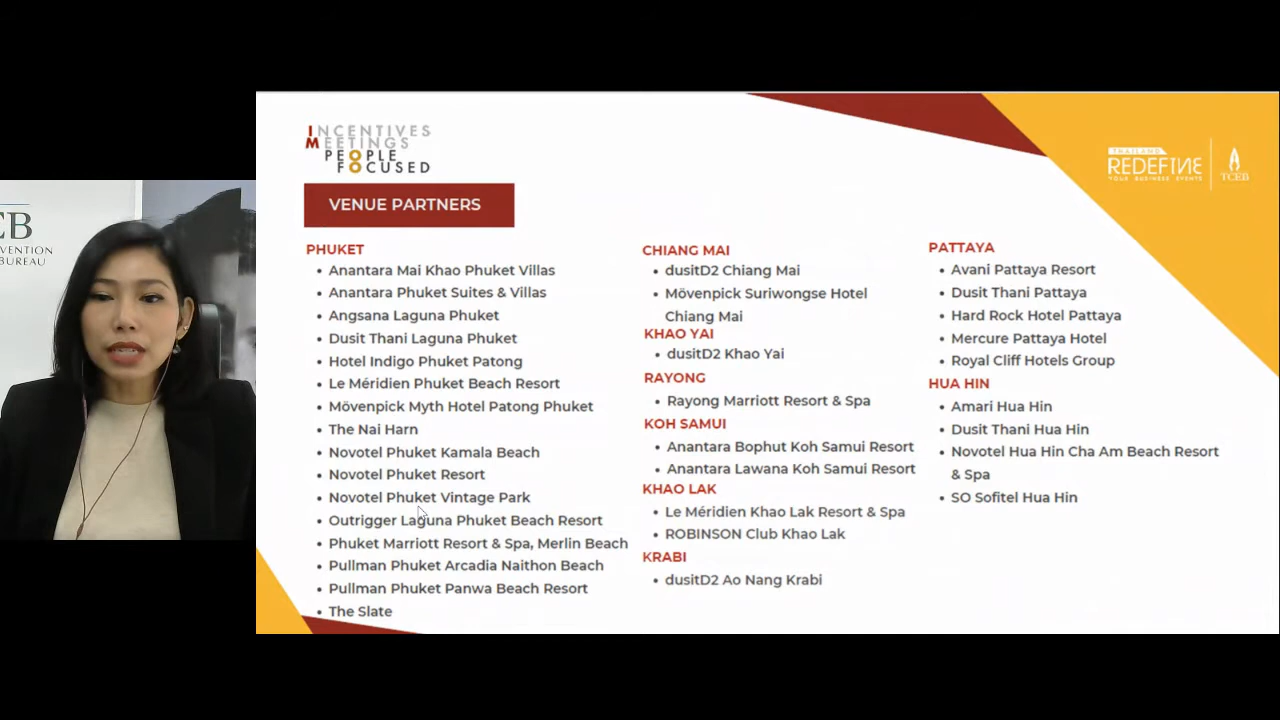 EB
VENTION
BUREAU
INCENTIVES
MEETINGS
PEOPLE
FOCUSED
THAILAND
REDEFINE
YOUR BUSINESS EVENTS
TCEB
VENUE PARTNERS
PHUKET
• Anantara Mai Khao Phuket Villas
• Anantara Phuket Suites & Villas
• Angsana Laguna Phuket
• Dusit Thani Laguna Phuket
• Hotel Indigo Phuket Patong
• Le Méridien Phuket Beach Resort
• Mövenpick Myth Hotel Patong Phuket
• The Nai Harn
• Novotel Phuket Kamala Beach
• Novotel Phuket Resort
• Novotel Phuket Vintage Park
• Outrigger Laguna Phuket Beach Resort
• Phuket Marriott Resort & Spa, Merlin Beach
• Pullman Phuket Arcadia Naithon Beach
• Pullman Phuket Panwa Beach Resort
• The Slate
CHIANG MAI
• dusitD2 Chiang Mai
• Mövenpick Suriwongse Hotel
Chiang Mai
KHAO YAI
• dusitD2 Khao Yai
RAYONG
• Rayong Marriott Resort & Spa
KOH SAMUI
• Anantara Bophut Koh Samui Resort
• Anantara Lawana Koh Samui Resort
KHAO LAK
• Le Méridien Khao Lak Resort & Spa
• ROBINSON Club Khao Lak
KRABI
• dusitD2 Ao Nang Krabi
PATTAYA
• Avani Pattaya Resort
• Dusit Thani Pattaya
• Hard Rock Hotel Pattaya
• Mercure Pattaya Hotel
• Royal Cliff Hotels Group
HUA HIN
• Amari Hua Hin
• Dusit Thani Hua Hin
• Novotel Hua Hin Cha Am Beach Resort
& Spa
• SO Sofitel Hua Hin